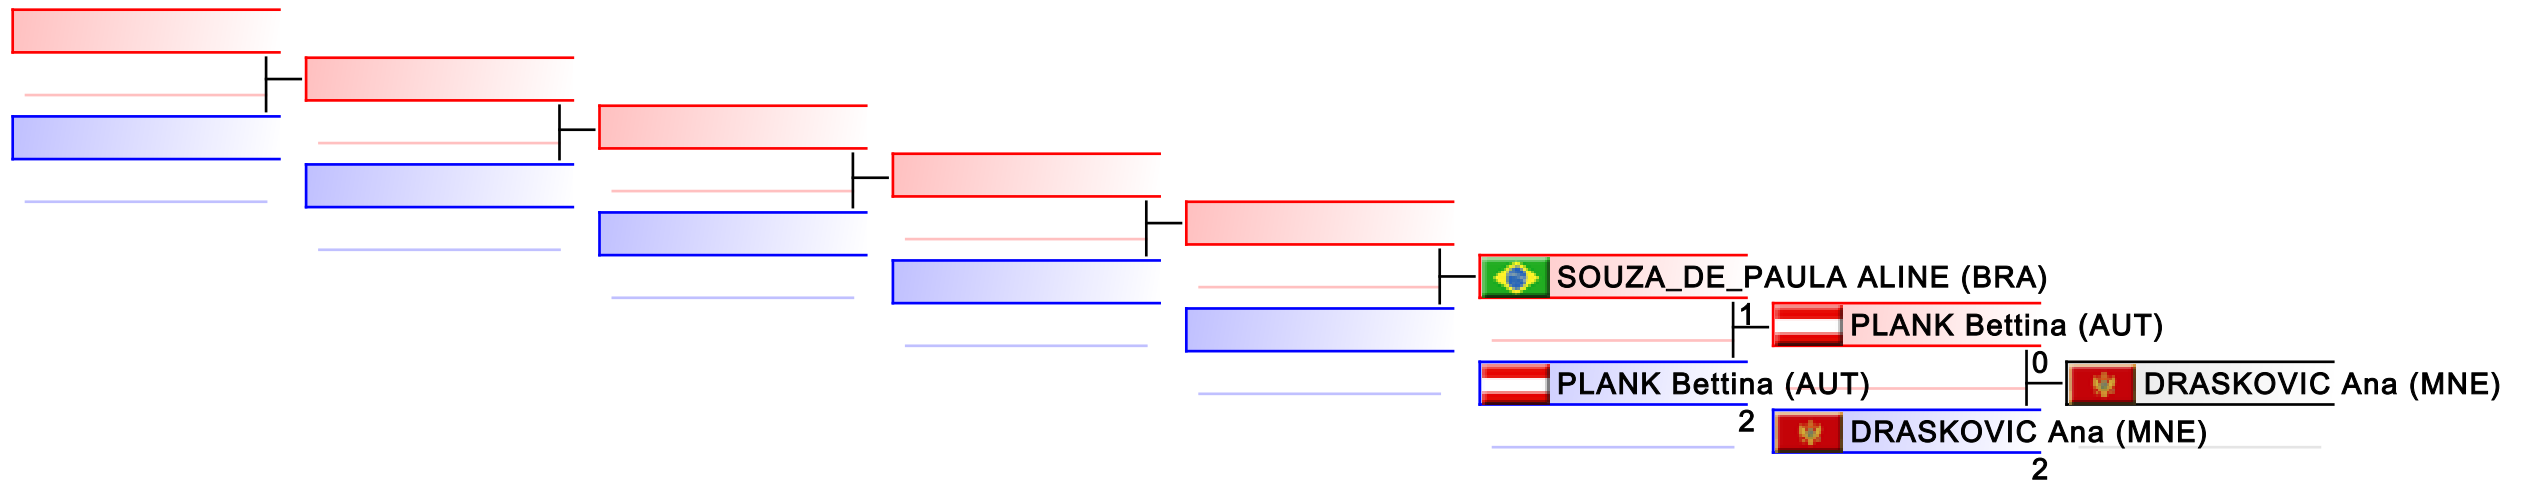 SOUZA_DE_PAULA ALINE (BRA)
1
PLANK Bettina (AUT)
0
PLANK Bettina (AUT)
DRASKOVIC Ana (MNE)
2
DRASKOVIC Ana (MNE)
2